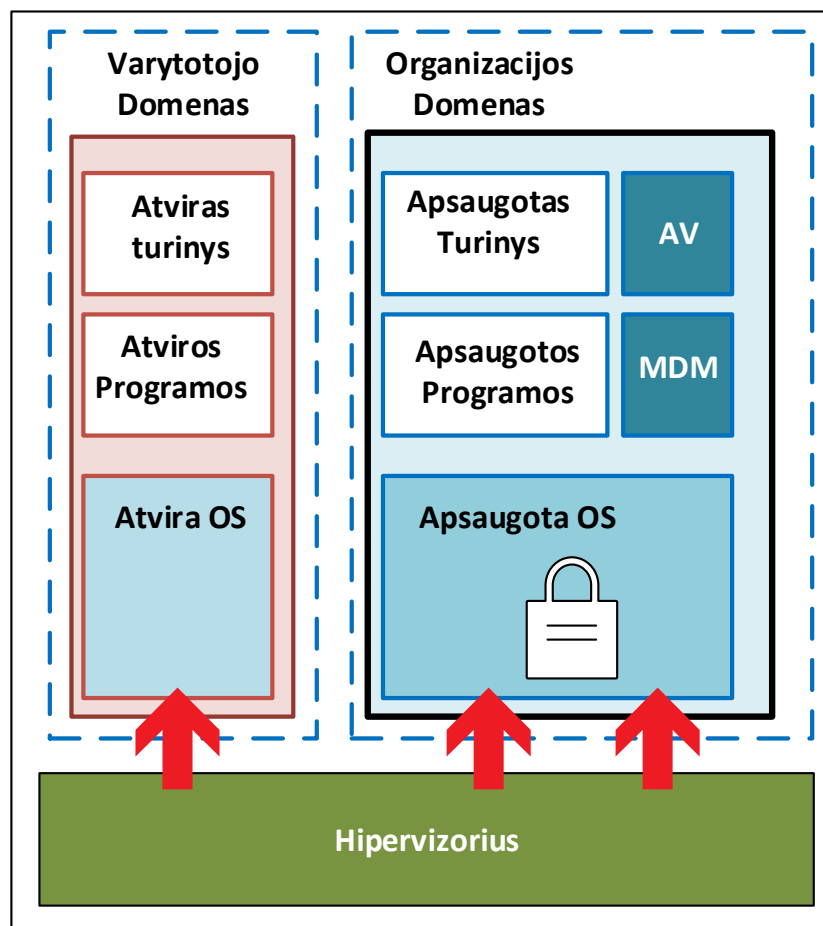 Varytotojo
Domenas
Atviras
turinys
Atviros
Programos
Atvira OS
Organizacijos
Domenas
Apsaugotas
Turinys
AV
Apsaugotos
Programos
MDM
Apsaugota OS
Hipervizorius